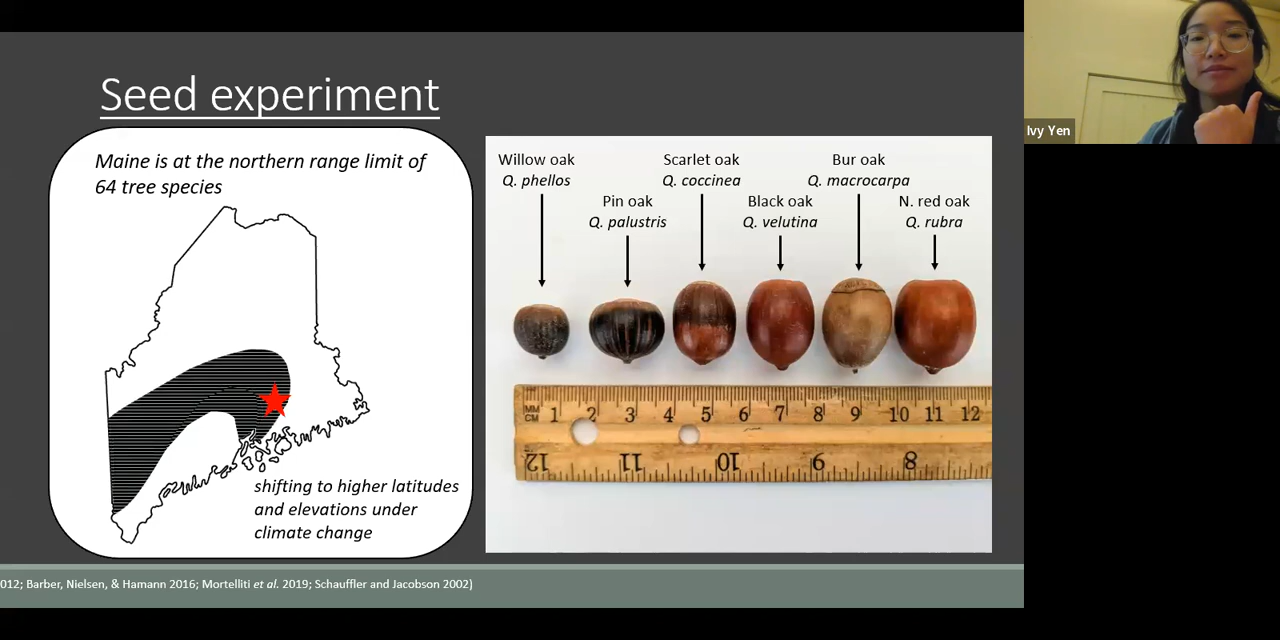 Seed experiment
Maine is at the northern range limit of
64 tree species
shifting to higher latitudes
and elevations under
climate change
Willow oak
Q. phellos
Pin oak
Q. palustris
Scarlet oak
Q. coccinea
Black oak
Q. velutina
Bur oak
Q. macrocarpa
N. red oak
Q. rubra
MM
CM
1 2 3 4 5 6 7 8 9 10 11 12
12 11 10 9 8
012; Barber, Nielsen, & Hamann 2016; Mortelliti et al. 2019; Schauffler and Jacobson 2002)
Ivy Yen